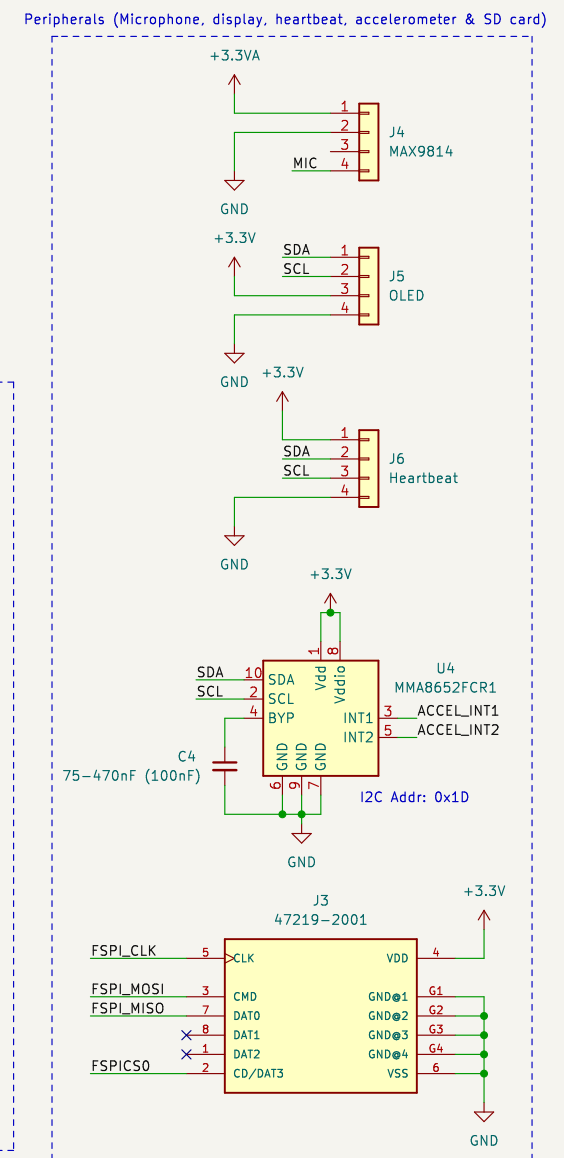 Peripherals (Microphone, display, heartbeat, accelerometer & SD card)
+3.3VA
1
2
3
MIC 4
J4
MAX9814
GND
+3.3V
SDA 1
SCL 2
3
4
J5
OLED
GND
+3.3V
1
SDA 2
SCL 3
4
J6
Heartbeat
GND
+3.3V
1 8
Vdd Vddio
U4
MMA8652FCR1
SDA 10 SDA
SCL 2 SCL
4 BYP
INT1 3 ACCEL_INT1
INT2 5 ACCEL_INT2
GND GND GND
6 9 7
C4
75-470nF (100nF)
I2C Addr: 0x1D
GND
J3
47219-2001
+3.3V
FSPI_CLK 5 CLK VDD 4
FSPI_MOSI 3 CMD GND@1 G1
FSPI_MISO 7 DAT0 GND@2 G2
8 DAT1 GND@3 G3
1 DAT2 GND@4 G4
FSPICS0 2 CD/DAT3 VSS 6
GND